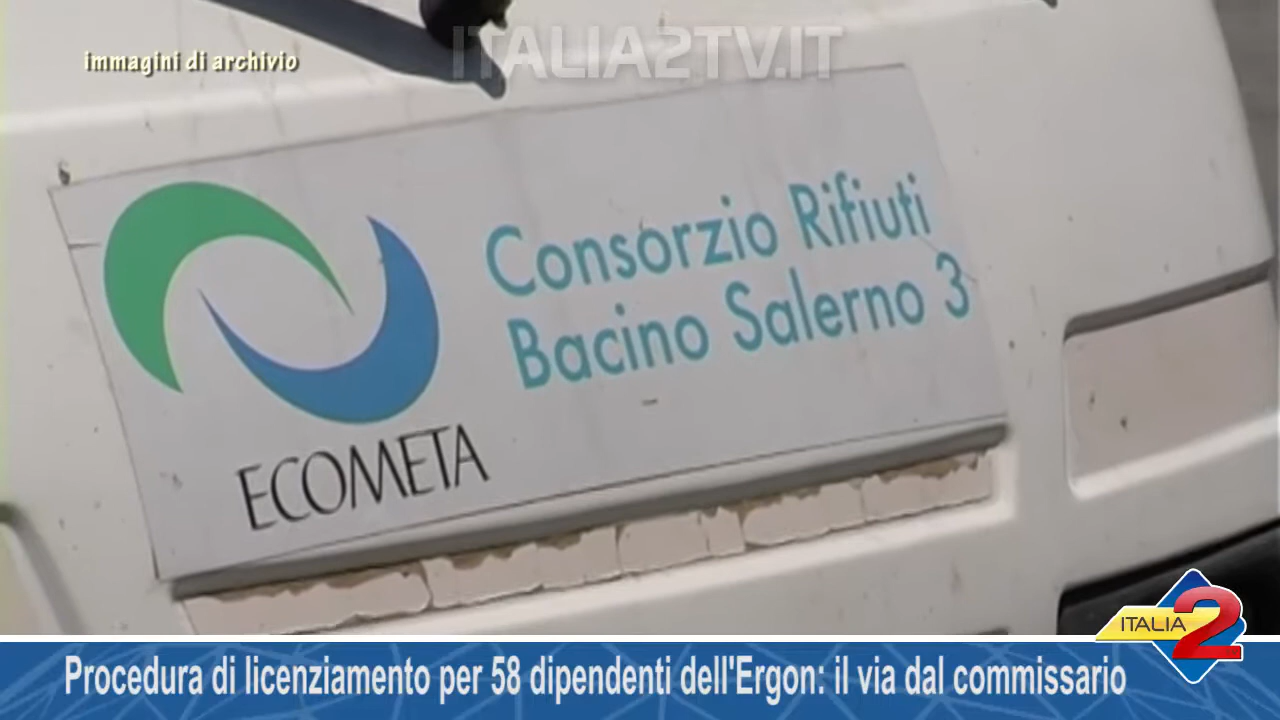 ITALIA2TV.IT
immagini di archivio
Consorzio Rifiuti
Bacino Salerno 3
ECOMETA
ITALIA 2
Procedura di licenziamento per 58 dipendenti dell'Ergon: il via dal commissario